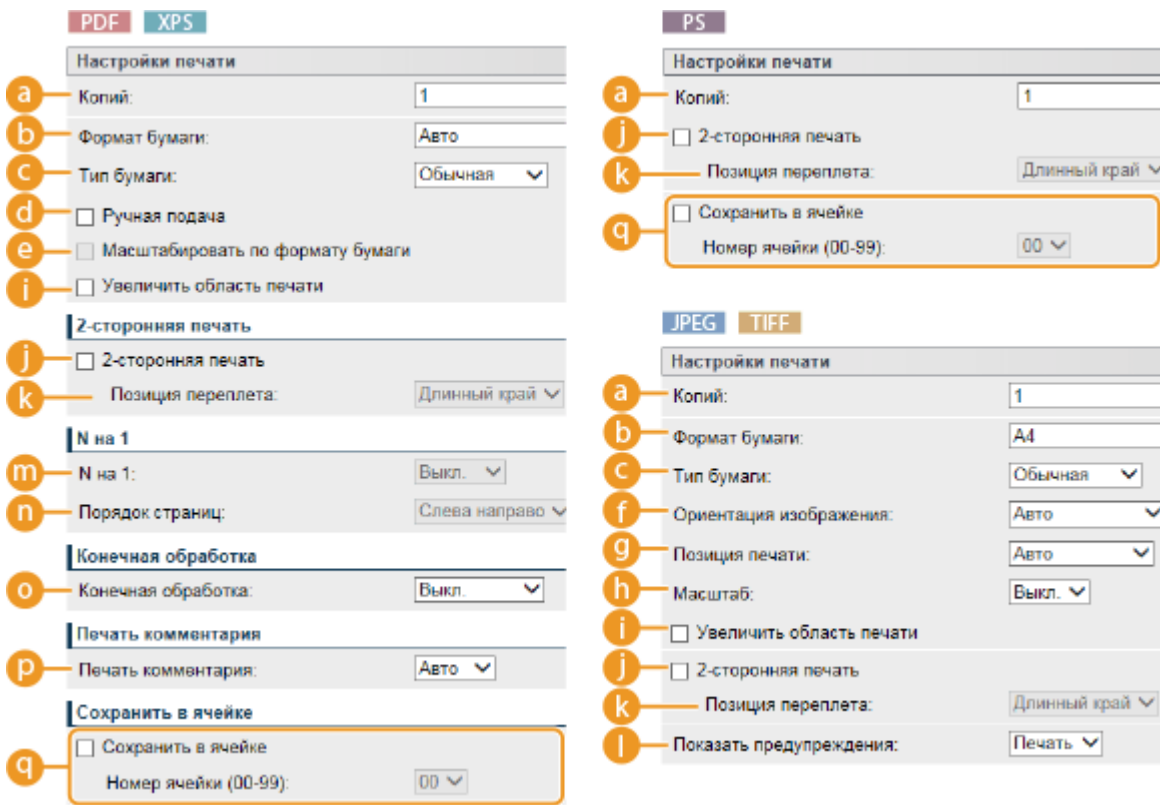 PDF XPS
Настройки печати
a Копий: 1
b Формат бумаги: Авто
c Тип бумаги: Обычная
d Ручная подача
e Масштабировать по формату бумаги
i Увеличить область печати
2-сторонняя печать
j 2-сторонняя печать
k Позиция переплета: Длинный край
N на 1
m N на 1: Выкл.
n Порядок страниц: Слева направо
Конечная обработка
o Конечная обработка: Выкл.
Печать комментария
p Печать комментария: Авто
Сохранить в ячейке
q Сохранить в ячейке
Номер ячейки (00-99): 00
PS
Настройки печати
a Копий: 1
j 2-сторонняя печать
k Позиция переплета: Длинный край
q Сохранить в ячейке
Номер ячейки (00-99): 00
JPEG TIFF
Настройки печати
a Копий: 1
b Формат бумаги: A4
c Тип бумаги: Обычная
f Ориентация изображения: Авто
g Позиция печати: Авто
h Масштаб: Выкл.
i Увеличить область печати
j 2-сторонняя печать
k Позиция переплета: Длинный край
l Показать предупреждения: Печать